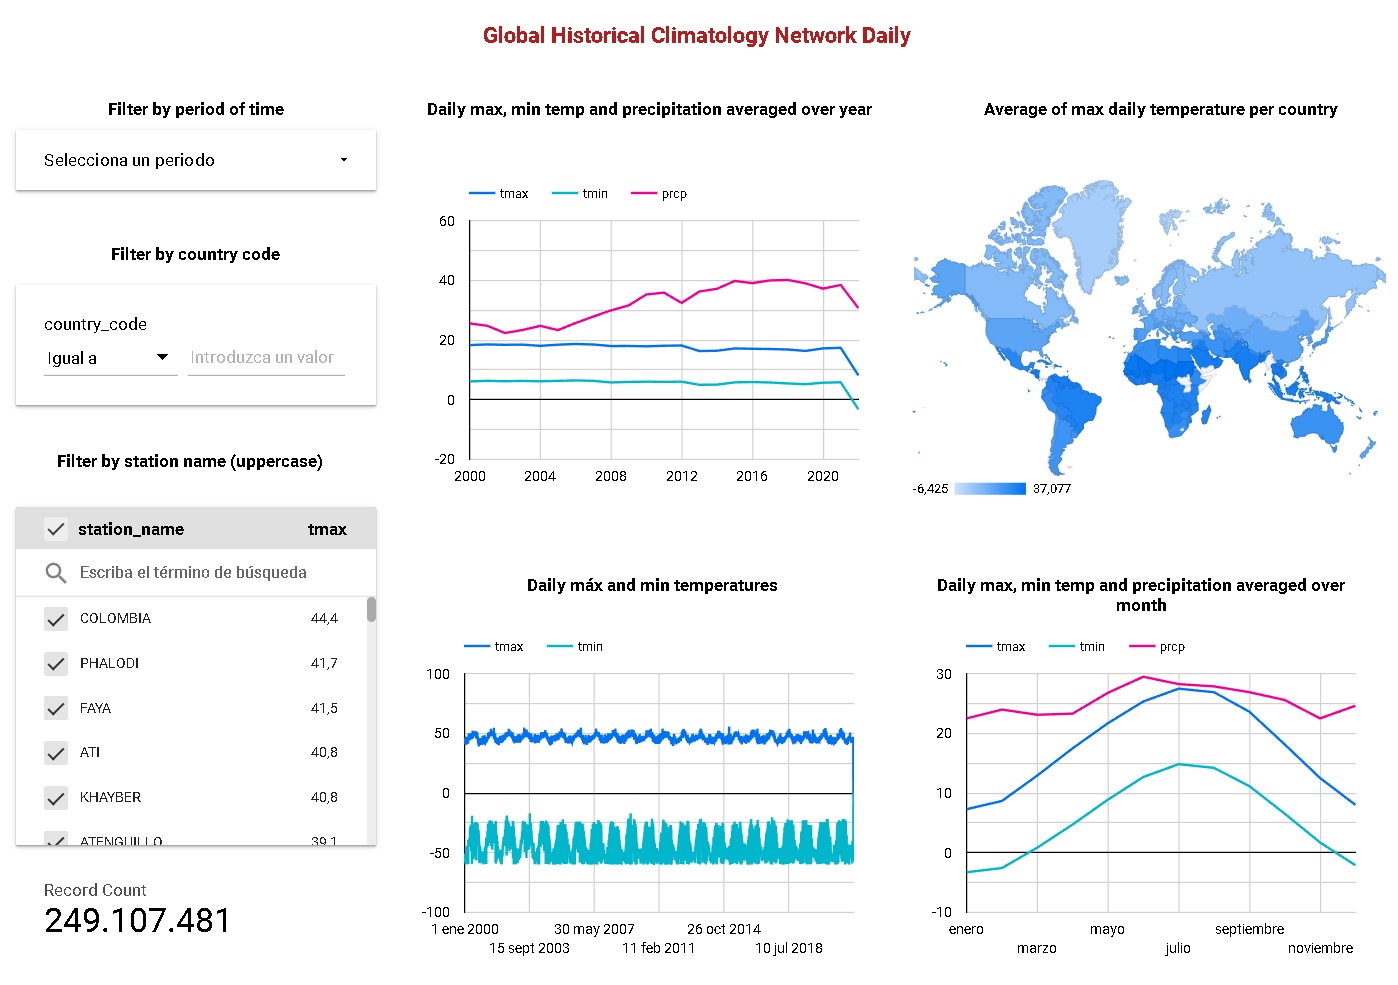 Global Historical Climatology Network Daily
Filter by period of time
Selecciona un periodo
Filter by country code
country_code
Igual a
Introduzca un valor
Filter by station name (uppercase)
station_name tmax
Escriba el término de búsqueda
COLOMBIA 44,4
PHALODI 41,7
FAYA 41,5
ATI 40,8
KHAYBER 40,8
ATENGUILLO 39,1
Record Count
249.107.481
Daily max, min temp and precipitation averaged over year
tmax tmin prcp
60
40
20
0
-20
2000 2004 2008 2012 2016 2020
Average of max daily temperature per country
-6,425 37,077
Daily máx and min temperatures
tmax tmin
100
50
0
-50
-100
1 ene 2000 30 may 2007 26 oct 2014
15 sept 2003 11 feb 2011 10 jul 2018
Daily max, min temp and precipitation averaged over
month
tmax tmin prcp
30
20
10
0
-10
enero mayo septiembre
marzo julio noviembre